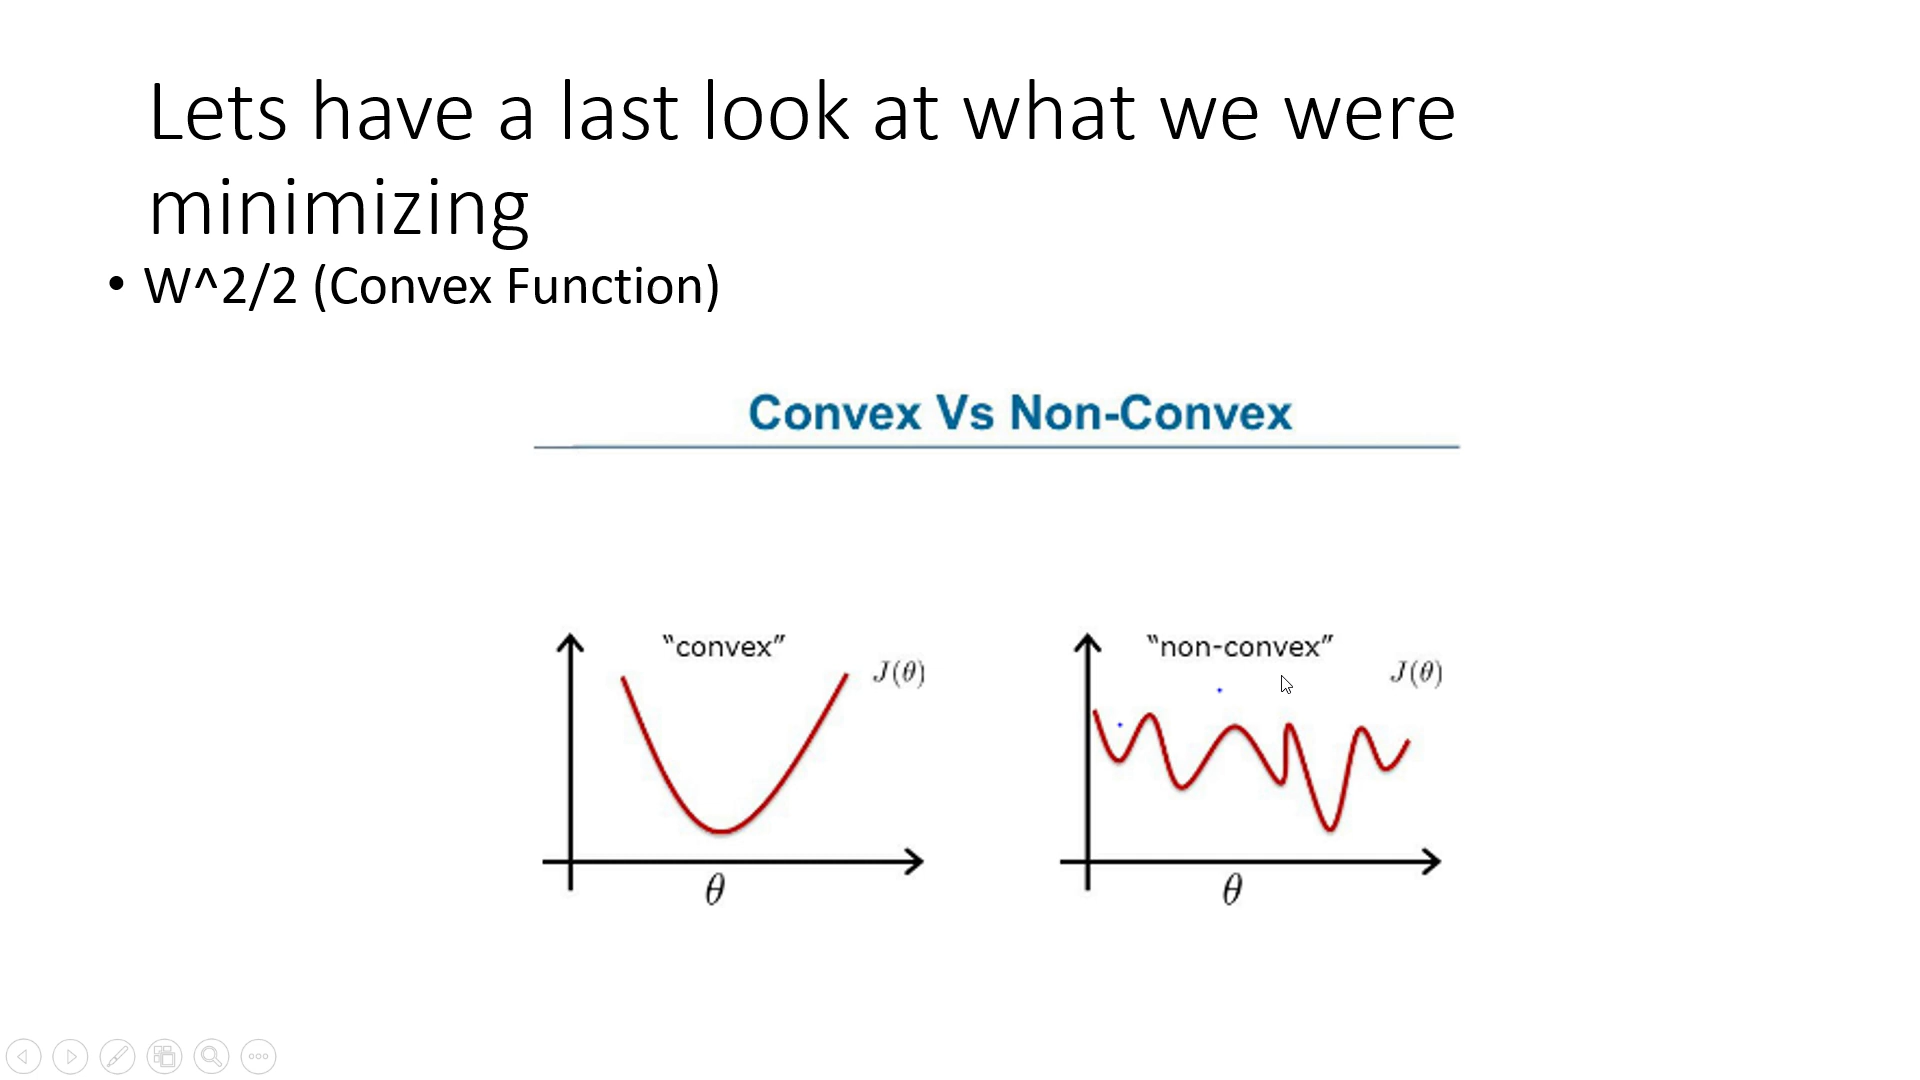 Lets have a last look at what we were
minimizing
• W^2/2 (Convex Function)
Convex Vs Non-Convex
“convex”
J(θ)
θ
“non-convex”
J(θ)
θ